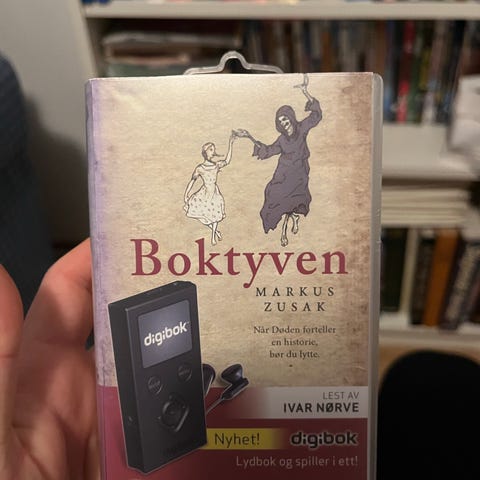 Boktyven
MARKUS
ZUSAK
Når Døden forteller
en historie,
bør du lytte.
digibok
LEST AV
IVAR NØRVE
Nyhet!
digibok
Lydbok og spiller i ett!